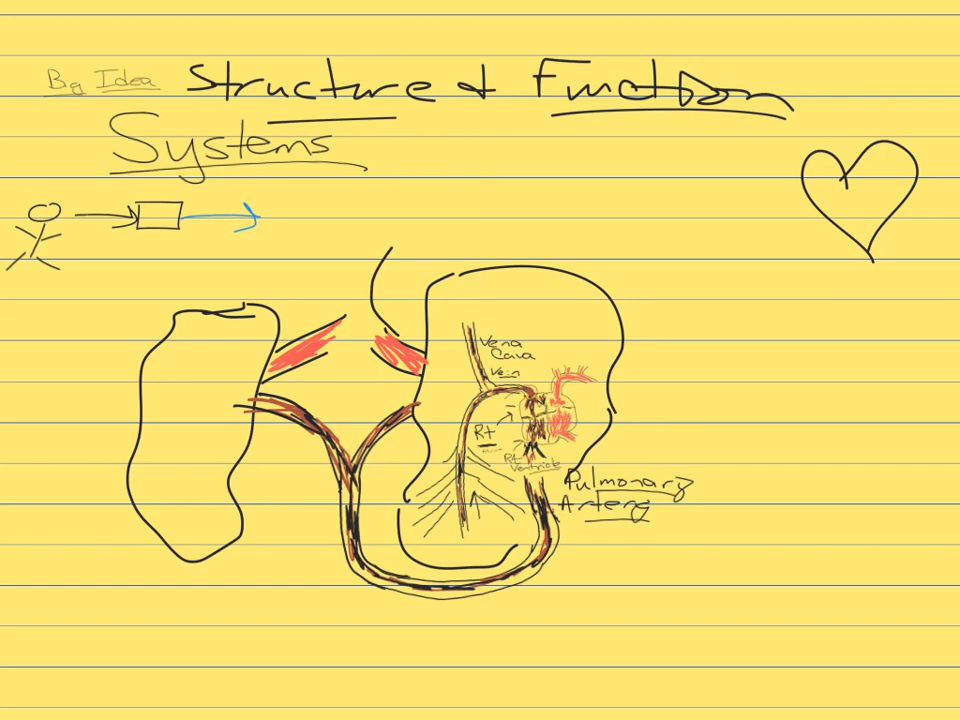 Big Idea Structure & Function
Systems
Vena
Cava
Vein
Rt
Rt
Ventricle
Pulmonary
Artery